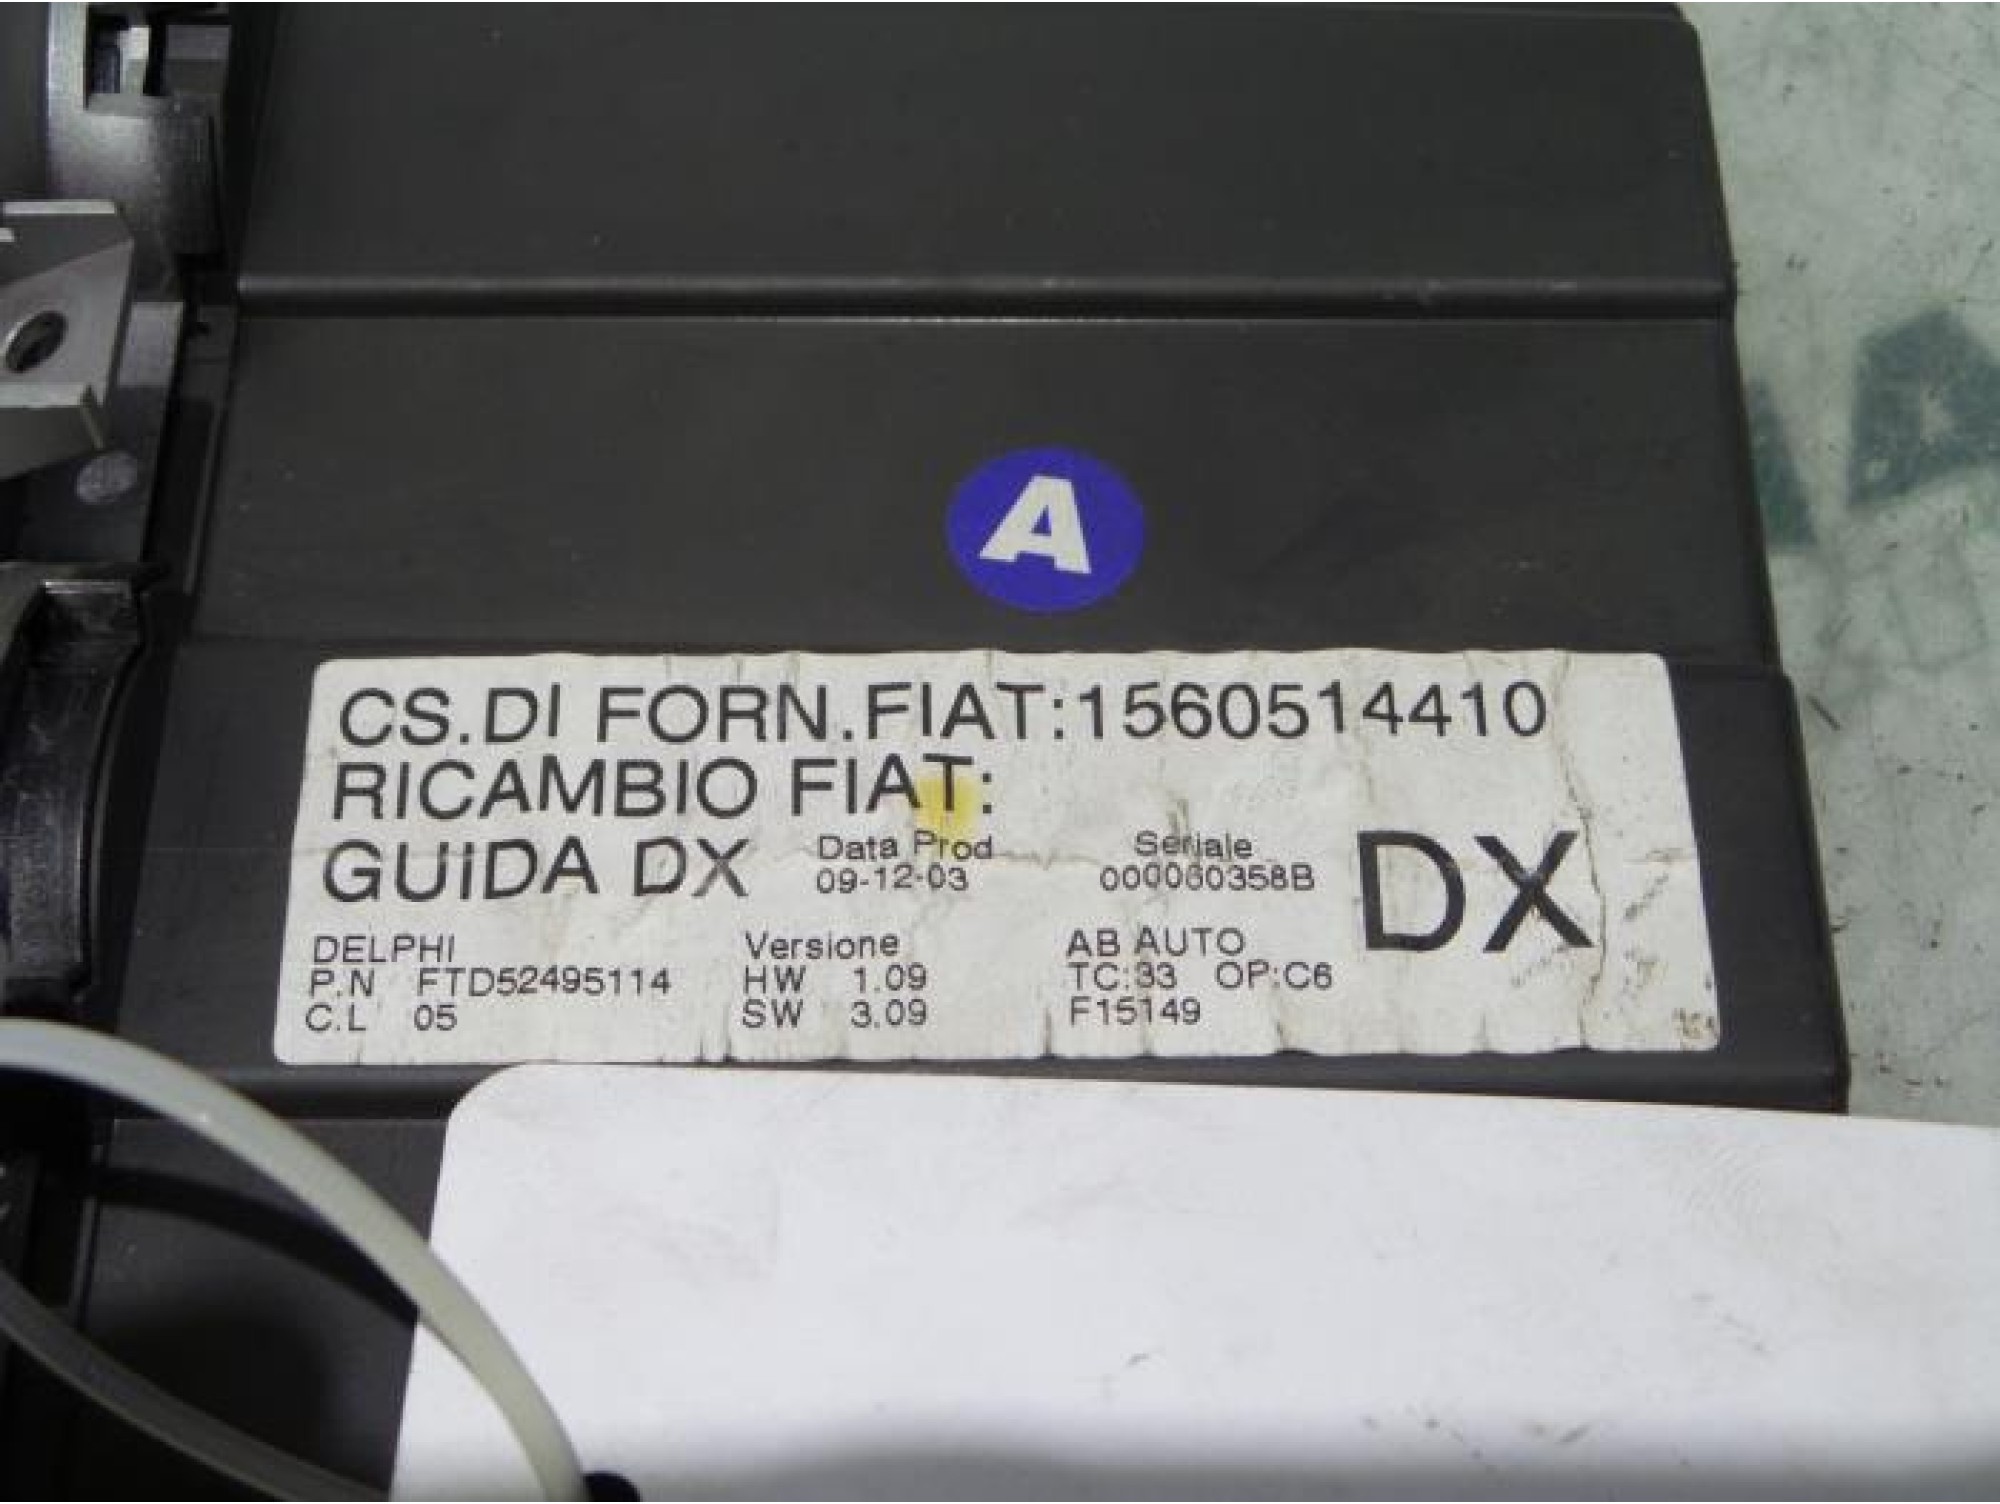 A
CS.DI FORN.FIAT:1560514410
RICAMBIO FIAT:
GUIDA DX Data Prod Seriale DX
09-12-03 000060358B
DELPHI Versione AB AUTO
P.N FTD52495114 HW 1.09 TC:33 OP:C6
C.L 05 SW 3.09 F15149